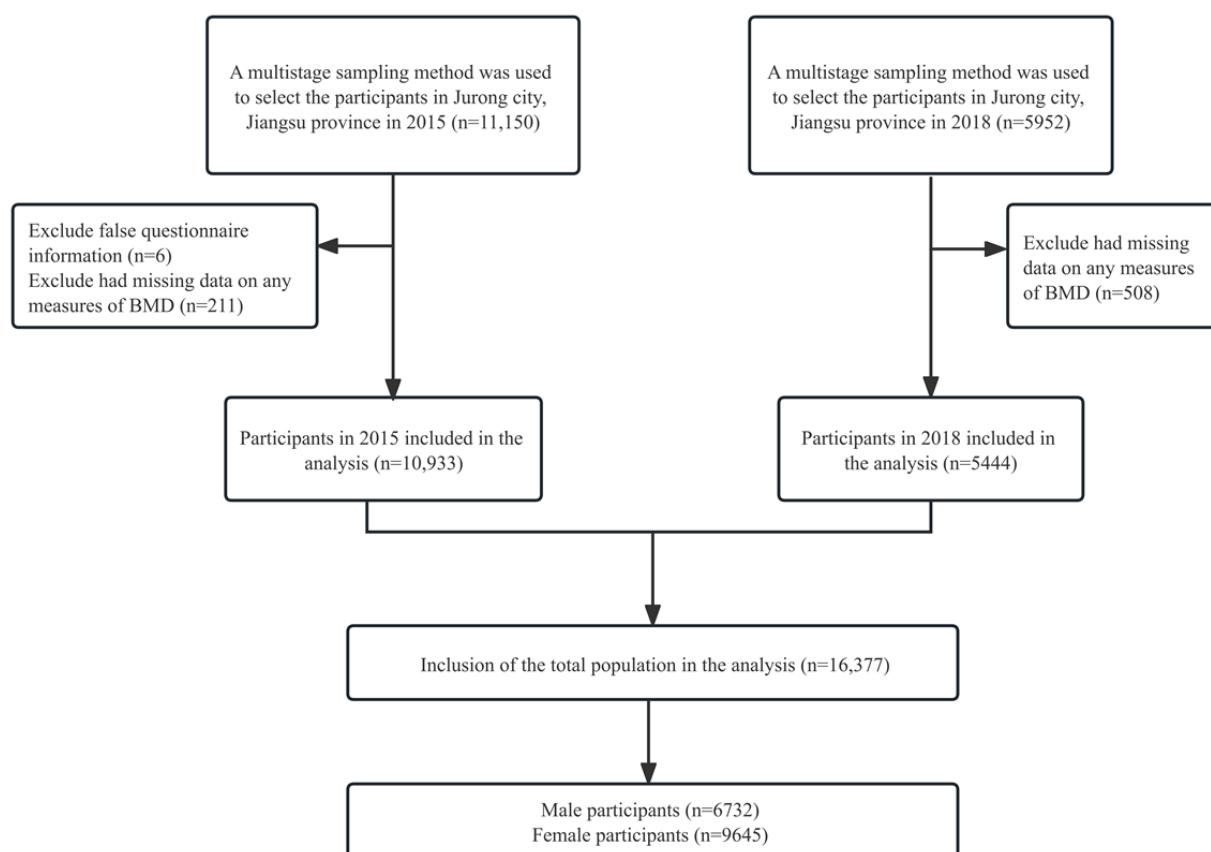 A multistage sampling method was used
to select the participants in Jurong city,
Jiangsu province in 2015 (n=11,150)
A multistage sampling method was used
to select the participants in Jurong city,
Jiangsu province in 2018 (n=5952)
Exclude false questionnaire
information (n=6)
Exclude had missing data on any
measures of BMD (n=211)
Exclude had missing
data on any measures
of BMD (n=508)
Participants in 2015 included in the
analysis (n=10,933)
Participants in 2018 included in
the analysis (n=5444)
Inclusion of the total population in the analysis (n=16,377)
Male participants (n=6732)
Female participants (n=9645)